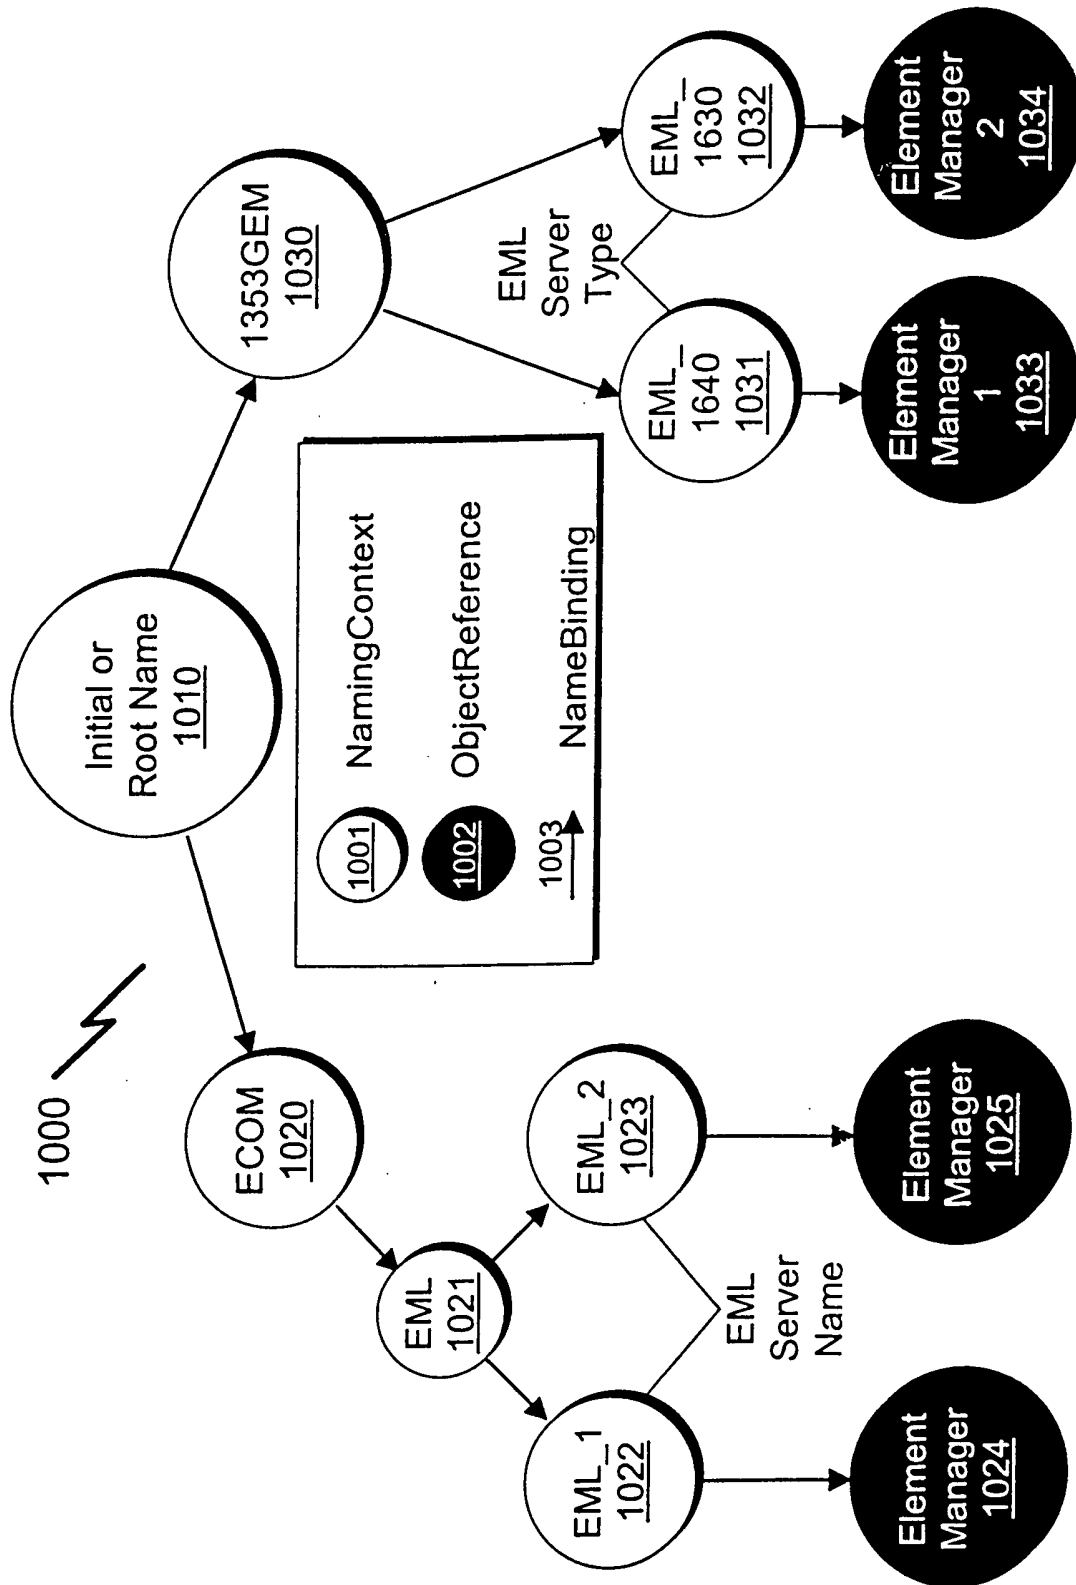 1000
Initial or
Root Name
1010
ECOM
1020
1353GEM
1030
1001
NamingContext
1002
ObjectReference
1003
NameBinding
EML
1021
EML_1
1022
EML_2
1023
EML
Server
Name
EML
Server
Type
EML_
1640
1031
EML_
1630
1032
Element
Manager
1024
Element
Manager
1025
Element
Manager
1
1033
Element
Manager
2
1034